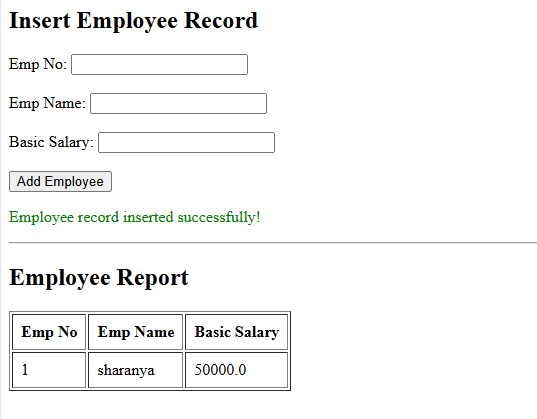 Insert Employee Record
Emp No:
Emp Name:
Basic Salary:
Add Employee
Employee record inserted successfully!
Employee Report
Emp No Emp Name Basic Salary
1 sharanya 50000.0